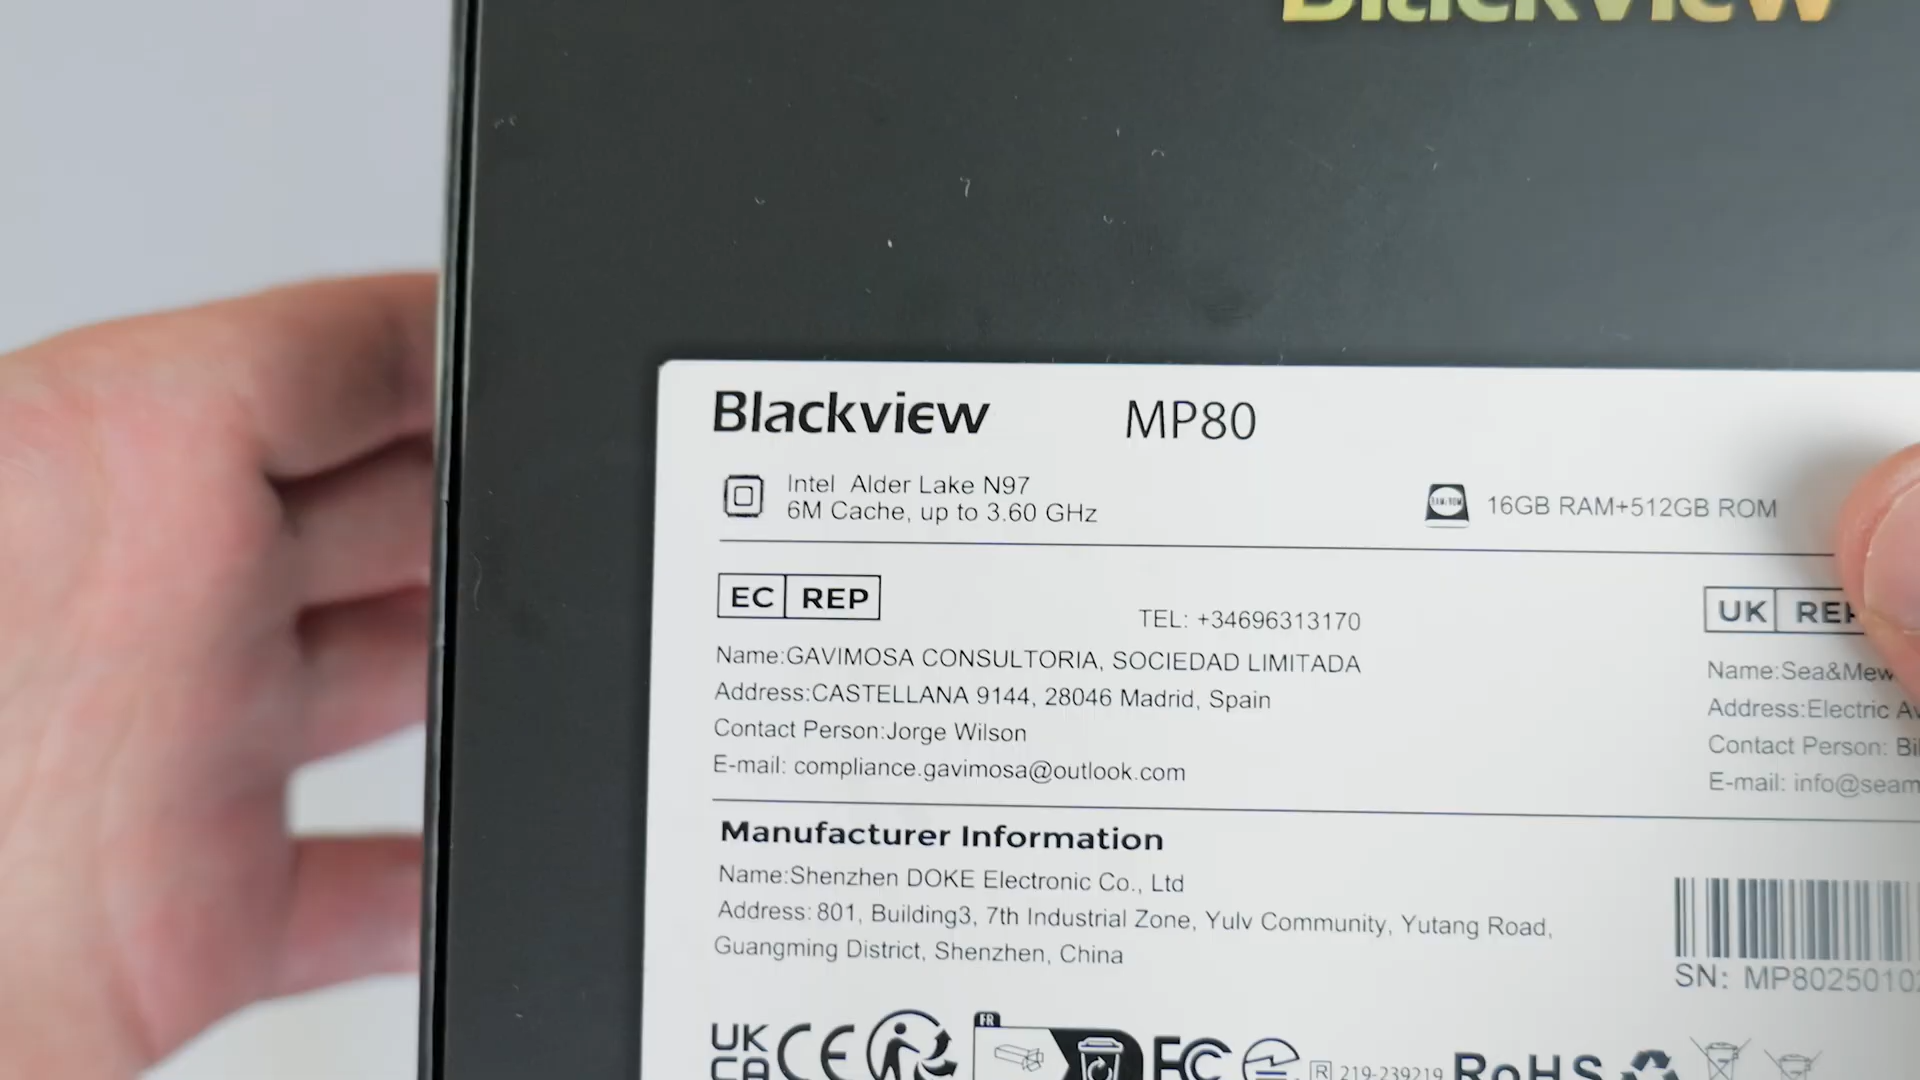 Blackview
Blackview MP80
Intel Alder Lake N97
6M Cache, up to 3.60 GHz
16GB RAM+512GB ROM
EC REP
TEL: +34696313170
Name:GAVIMOSA CONSULTORIA, SOCIEDAD LIMITADA
Address:CASTELLANA 9144, 28046 Madrid, Spain
Contact Person:Jorge Wilson
E-mail: compliance.gavimosa@outlook.com
UK
Name:Sea&Mew
Address:Electric
Contact Person:
E-mail:
Manufacturer Information
Name:Shenzhen DOKE Electronic Co., Ltd
Address: 801, Building3, 7th Industrial Zone, Yulv Community, Yutang Road,
Guangming District, Shenzhen, China
SN: MP8025010
UK
CA
CE
FR
FC
R 219-239219
RoHS